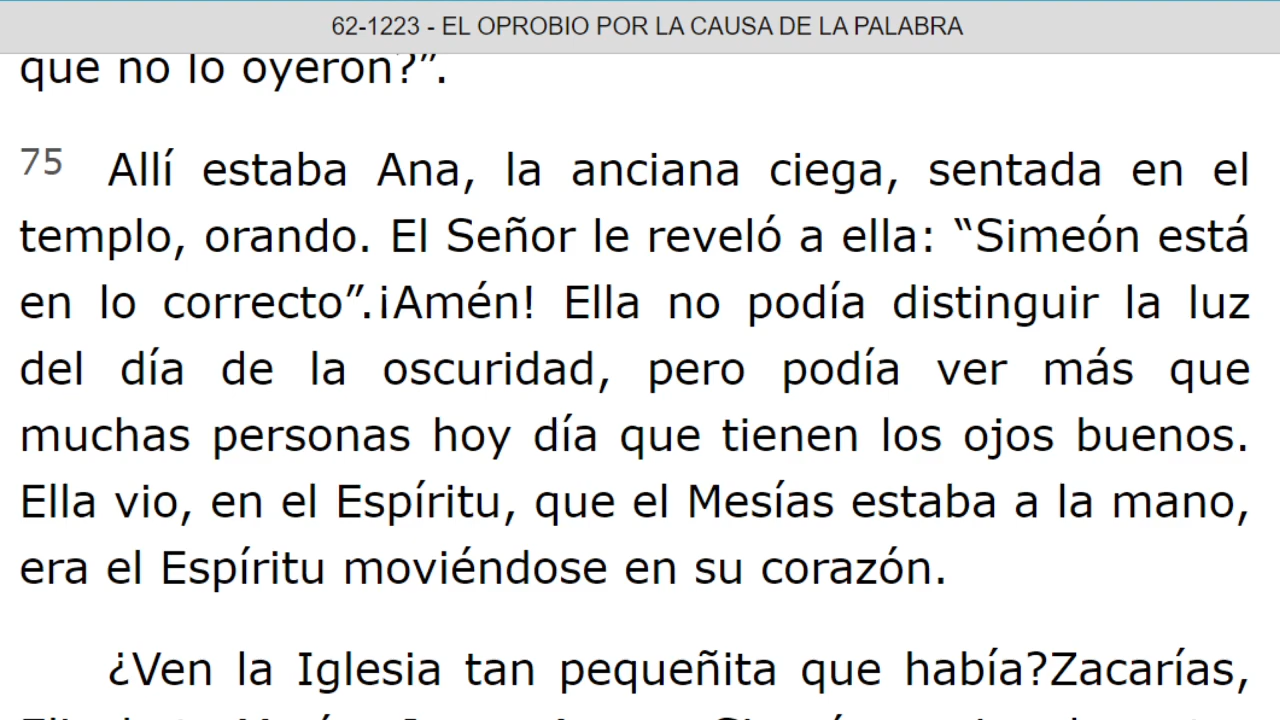 62-1223 - EL OPROBIO POR LA CAUSA DE LA PALABRA
que no lo oyeron?”.
75 Allí estaba Ana, la anciana ciega, sentada en el
templo, orando. El Señor le reveló a ella: “Simeón está
en lo correcto”.¡Amén! Ella no podía distinguir la luz
del día de la oscuridad, pero podía ver más que
muchas personas hoy día que tienen los ojos buenos.
Ella vio, en el Espíritu, que el Mesías estaba a la mano,
era el Espíritu moviéndose en su corazón.
¿Ven la Iglesia tan pequeñita que había?Zacarías,